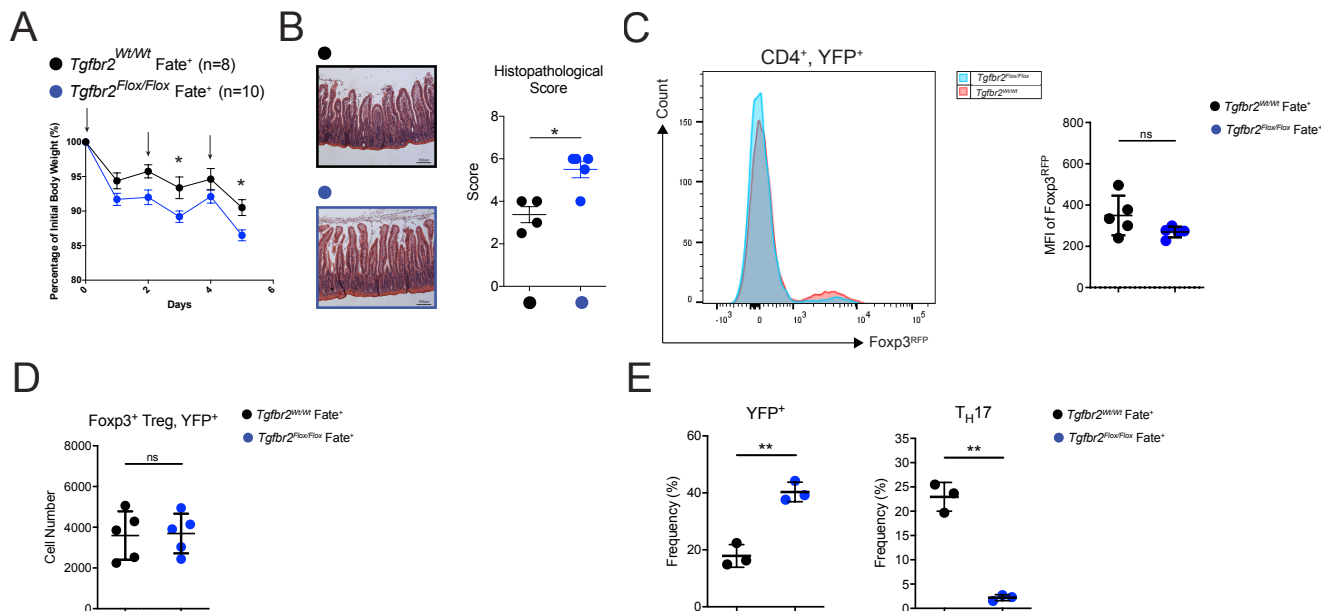 A
Tgfbr2Wt/Wt Fate+ (n=8)
Tgfbr2Flox/Flox Fate+ (n=10)
Percentage of Initial Body Weight (%)
100
95
90
85
80
*
*
0
2
4
6
Days
B
Histopathological
Score
*
Score
8
6
4
2
0
C
CD4+, YFP+
Count
150
100
50
0
-10³
0
10³
10⁴
10⁵
Foxp3RFP
Tgfbr2Flox/Flox
Tgfbr2Wt/Wt
Tgfbr2Wt/Wt Fate+
Tgfbr2Flox/Flox Fate+
ns
MFI of Foxp3RFP
800
600
400
200
0
D
Foxp3+ Treg, YFP+
Tgfbr2Wt/Wt Fate+
Tgfbr2Flox/Flox Fate+
ns
Cell Number
8000
6000
4000
2000
0
E
YFP+
**
Frequency (%)
60
40
20
0
TH17
**
Frequency (%)
35
30
25
20
15
10
5
0
Tgfbr2Wt/Wt Fate+
Tgfbr2Flox/Flox Fate+